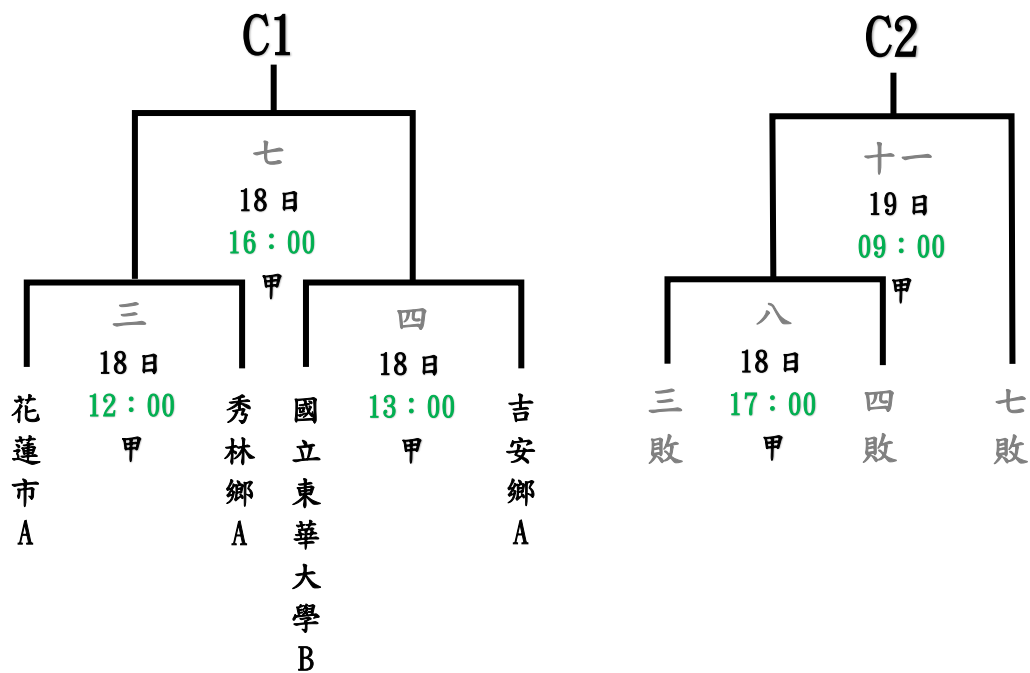 C1
七
18 日
16：00
甲
三
18 日
12：00
甲
四
18 日
13：00
甲
花蓮市A
秀林鄉A
國立東華大學B
吉安鄉A
C2
十一
19 日
09：00
甲
八
18 日
17：00
甲
三敗
四敗
七敗